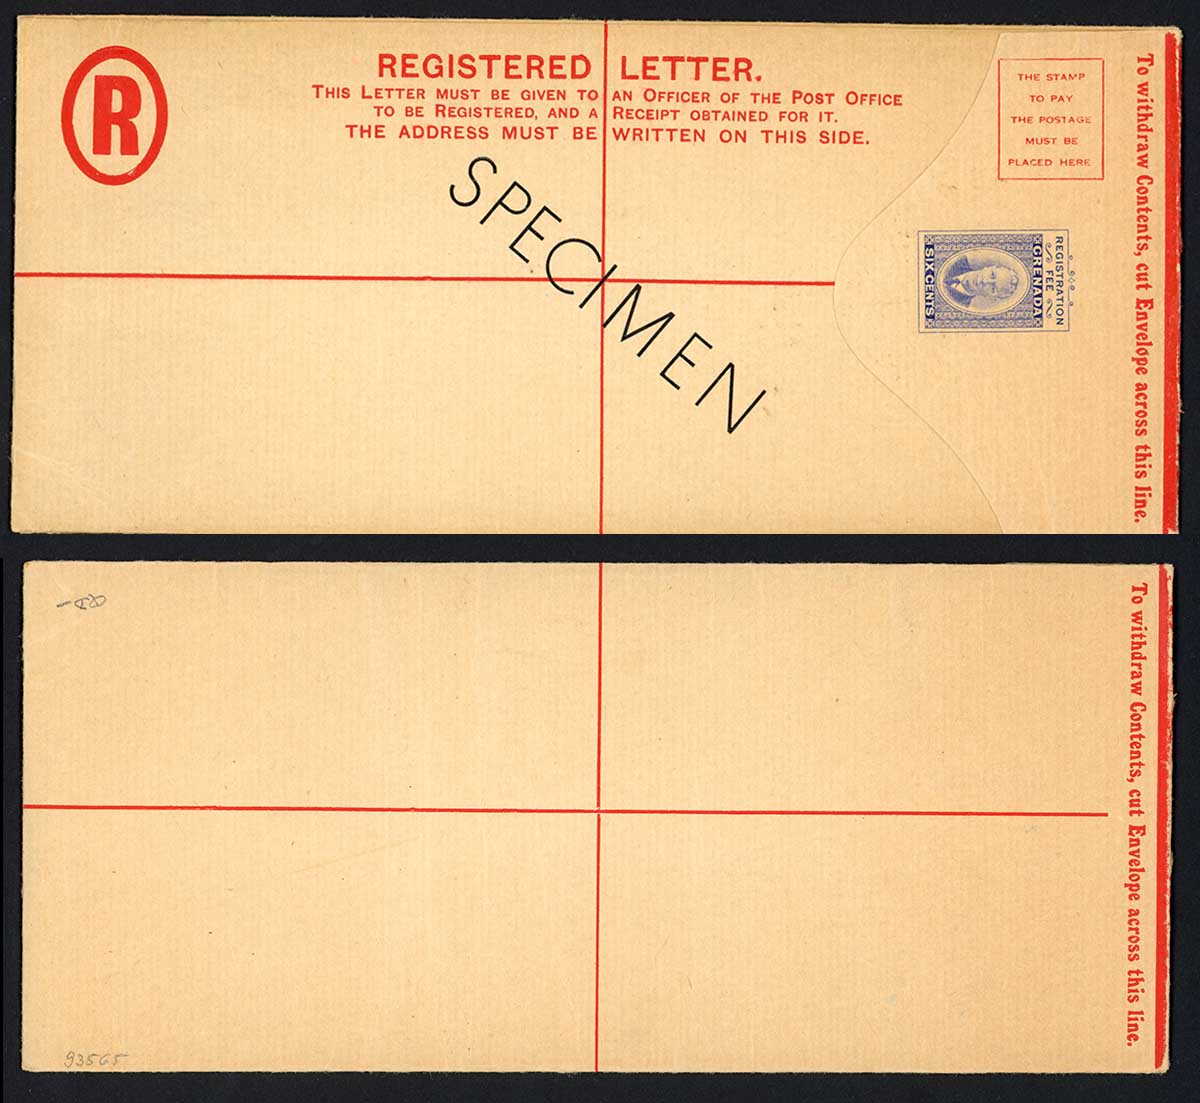 R
REGISTERED LETTER.
THIS LETTER MUST BE GIVEN TO AN OFFICER OF THE POST OFFICE
TO BE REGISTERED, AND A RECEIPT OBTAINED FOR IT.
THE ADDRESS MUST BE WRITTEN ON THIS SIDE.
THE STAMP
TO PAY
THE POSTAGE
MUST BE
PLACED HERE
SPECIMEN
REGISTRATION
FEE
GRENADA
SIX CENTS
To withdraw Contents, cut Envelope across this line.
To withdraw Contents, cut Envelope across this line.
93565